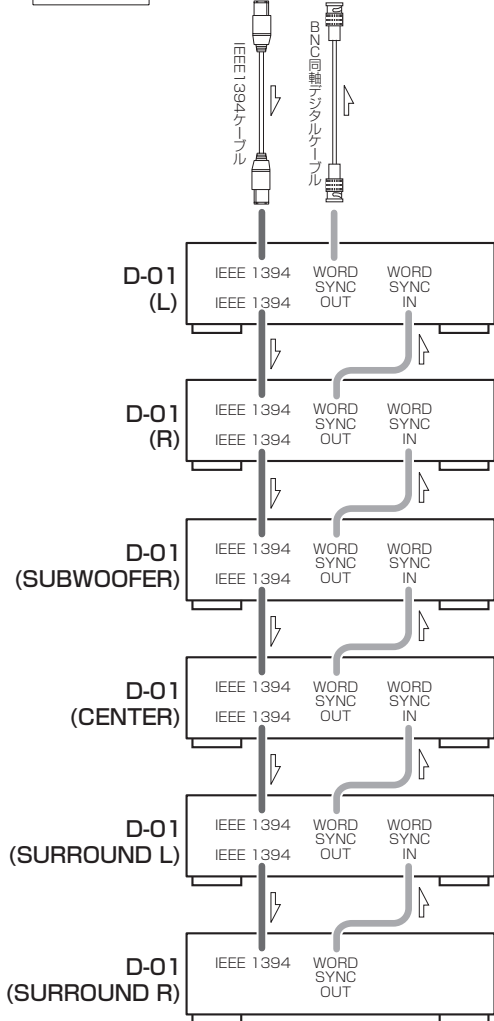 IEEE1394ケーブル
BNC同軸デジタルケーブル
D-01
(L)
IEEE 1394
IEEE 1394
WORD
SYNC
OUT
WORD
SYNC
IN
D-01
(R)
IEEE 1394
IEEE 1394
WORD
SYNC
OUT
WORD
SYNC
IN
D-01
(SUBWOOFER)
IEEE 1394
IEEE 1394
WORD
SYNC
OUT
WORD
SYNC
IN
D-01
(CENTER)
IEEE 1394
IEEE 1394
WORD
SYNC
OUT
WORD
SYNC
IN
D-01
(SURROUND L)
IEEE 1394
IEEE 1394
WORD
SYNC
OUT
WORD
SYNC
IN
D-01
(SURROUND R)
IEEE 1394
WORD
SYNC
OUT